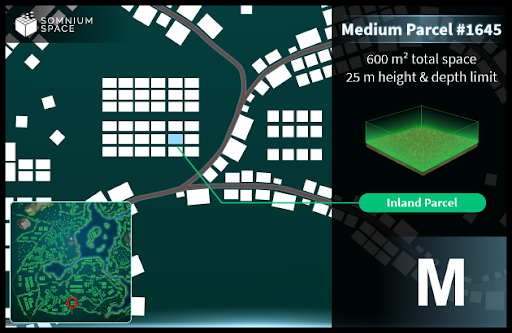 SOMNIUM
SPACE
Medium Parcel #1645
600 m² total space
25 m height & depth limit
Inland Parcel
M